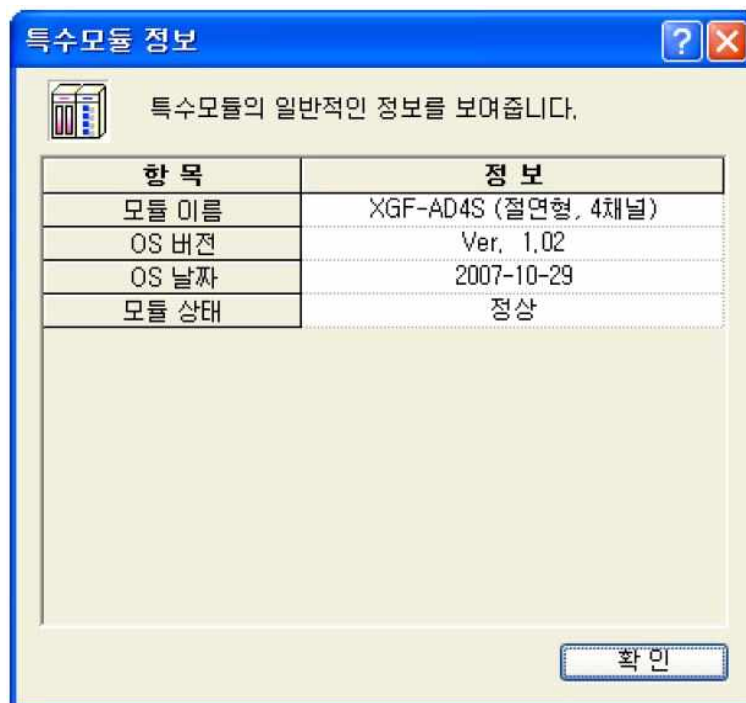 특수모듈 정보
특수모듈의 일반적인 정보를 보여줍니다.
항 목 정 보
모듈 이름 XGF-AD4S (절연형, 4채널)
OS 버전 Ver. 1.02
OS 날짜 2007-10-29
모듈 상태 정상
확 인